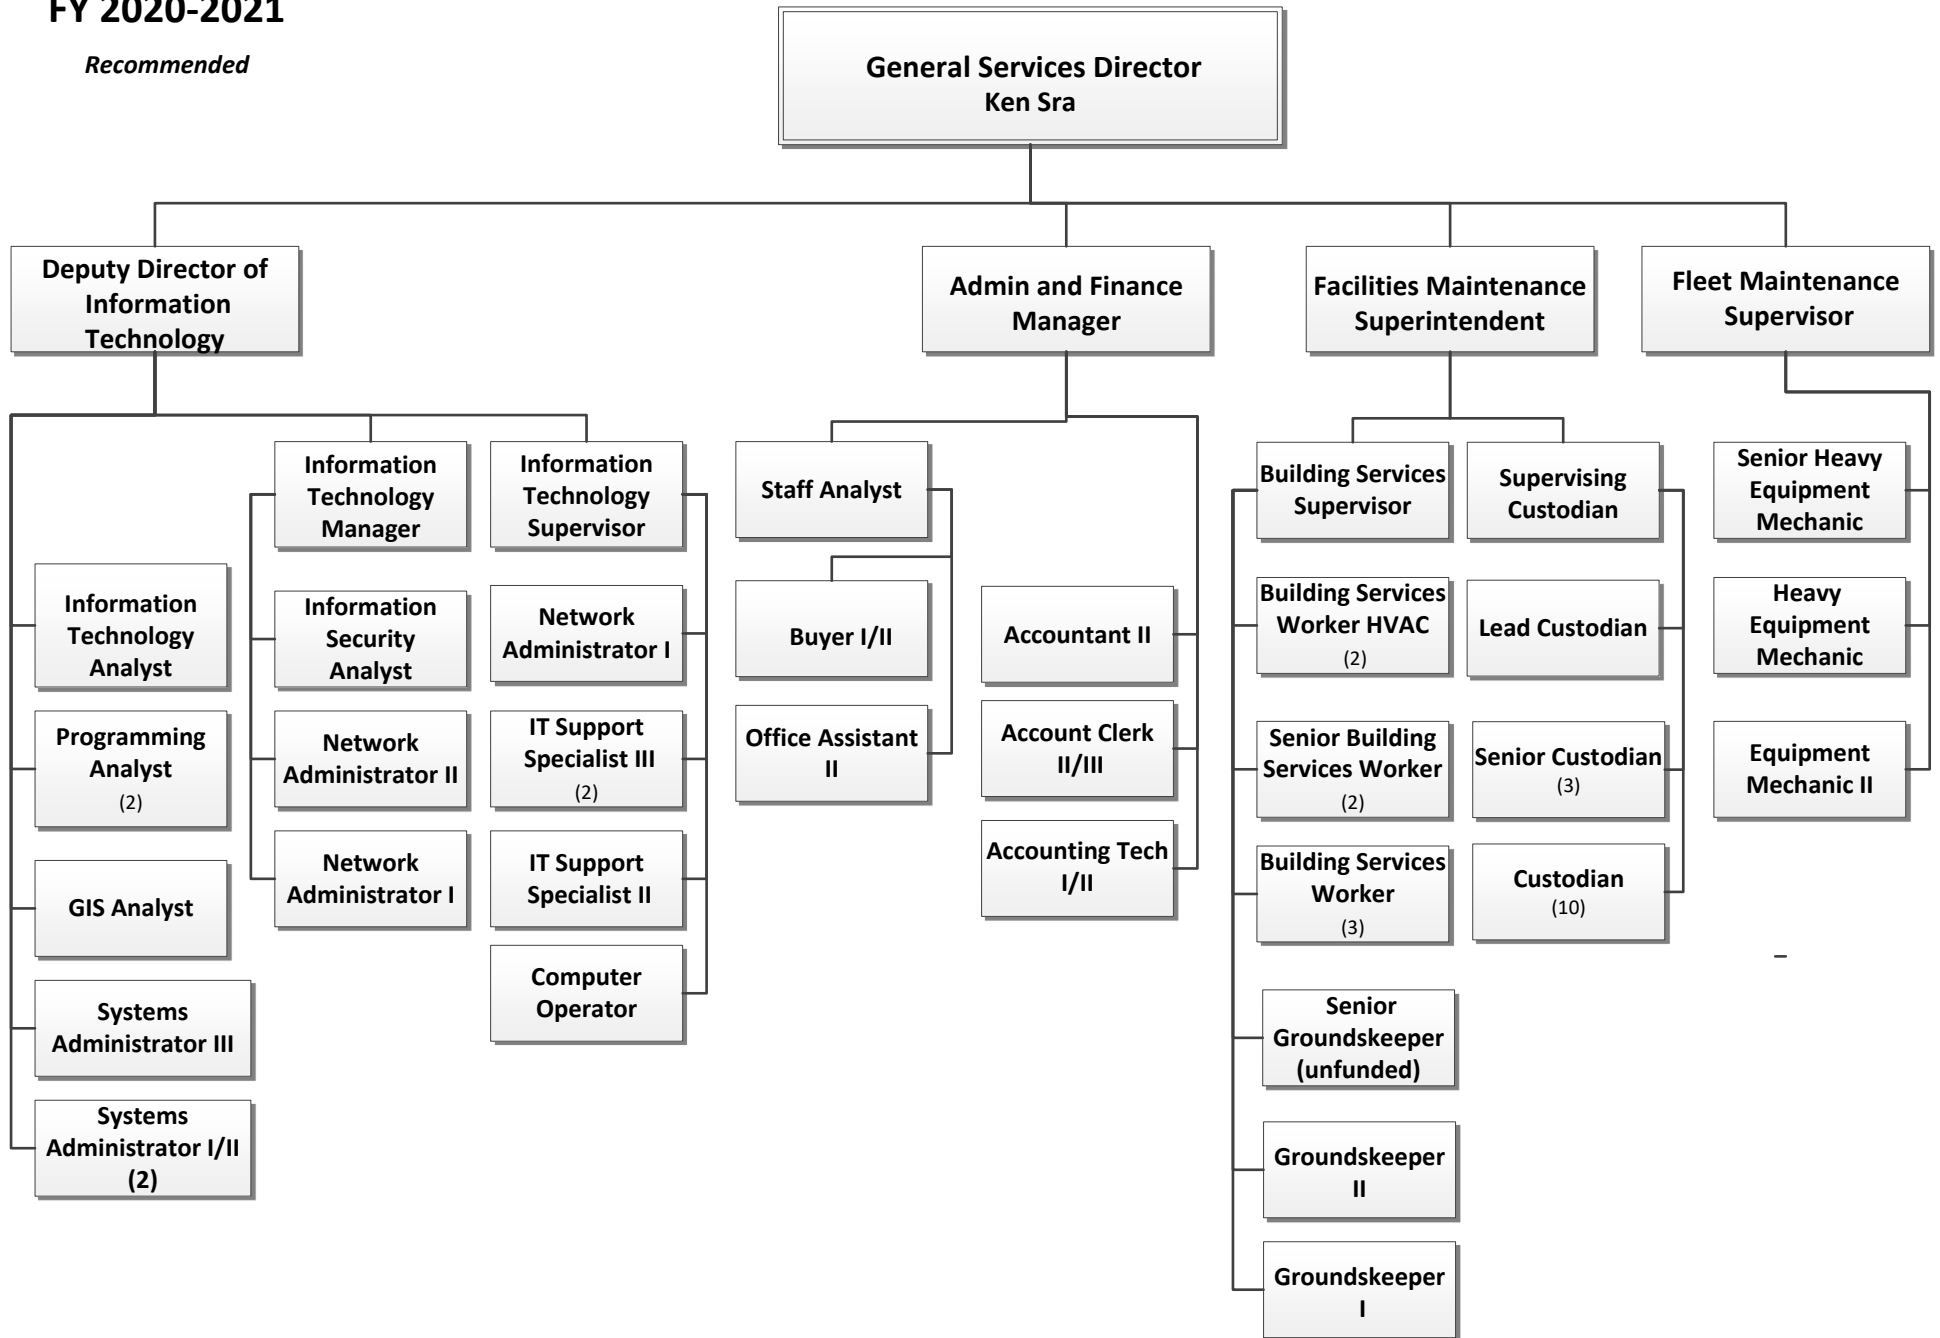 FY 2020-2021
Recommended
General Services Director
Ken Sra
Deputy Director of
Information
Technology
Admin and Finance
Manager
Facilities Maintenance
Superintendent
Fleet Maintenance
Supervisor
Information
Technology
Analyst
Programming
Analyst
(2)
GIS Analyst
Systems
Administrator III
Systems
Administrator I/II
(2)
Information
Technology
Manager
Information
Security
Analyst
Network
Administrator II
Network
Administrator I
Information
Technology
Supervisor
Network
Administrator I
IT Support
Specialist III
(2)
IT Support
Specialist II
Computer
Operator
Staff Analyst
Buyer I/II
Office Assistant
II
Accountant II
Account Clerk
II/III
Accounting Tech
I/II
Building Services
Supervisor
Building Services
Worker HVAC
(2)
Senior Building
Services Worker
(2)
Building Services
Worker
(3)
Senior
Groundskeeper
(unfunded)
Groundskeeper
II
Groundskeeper
I
Supervising
Custodian
Lead Custodian
Senior Custodian
(3)
Custodian
(10)
Senior Heavy
Equipment
Mechanic
Heavy
Equipment
Mechanic
Equipment
Mechanic II